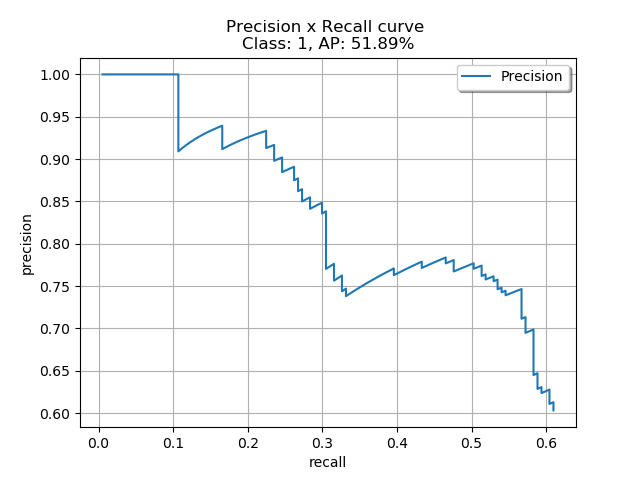 Precision x Recall curve
Class: 1, AP: 51.89%
Precision
1.00
0.95
0.90
0.85
0.80
0.75
0.70
0.65
0.60
precision
0.0 0.1 0.2 0.3 0.4 0.5 0.6
recall